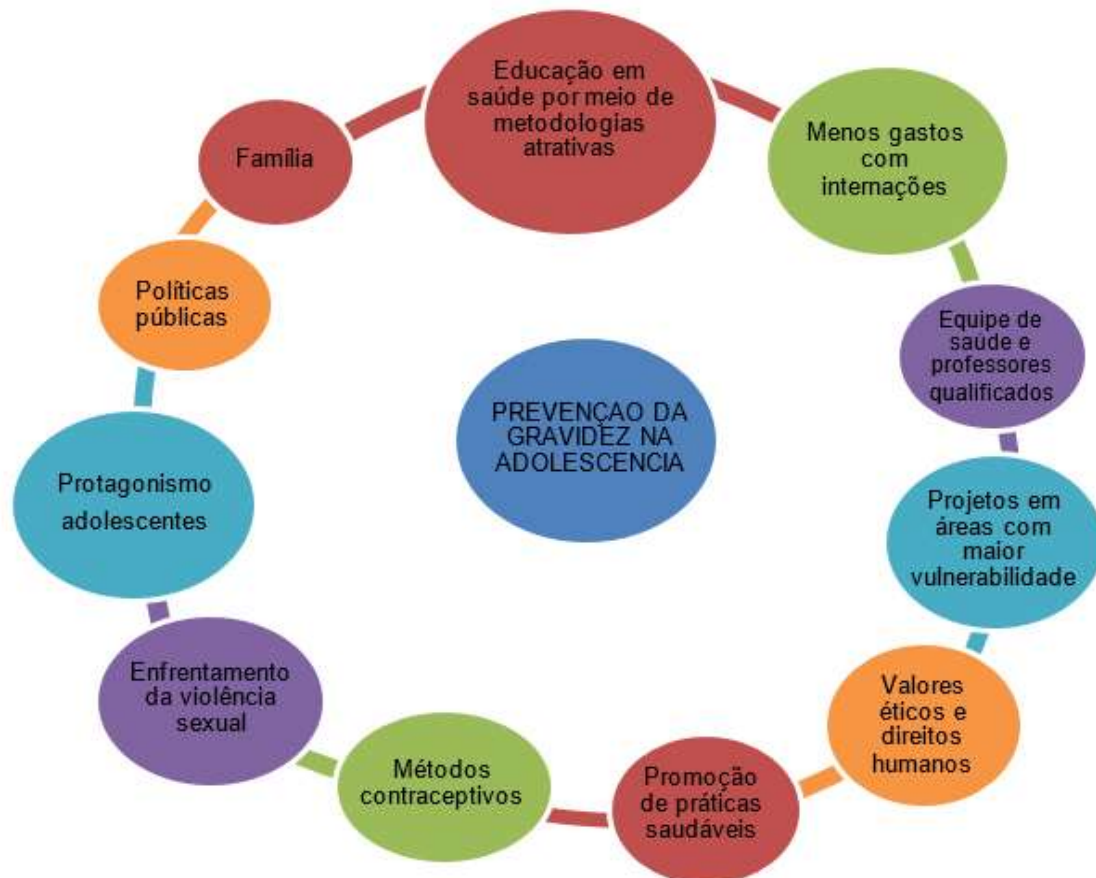 Educação em
saúde por meio de
metodologias
atrativas
Menos gastos
com
internações
Equipe de
saúde e
professores
qualificados
Projetos em
áreas com
maior
vulnerabilidade
Valores
éticos e
direitos
humanos
Promoção
de práticas
saudáveis
Métodos
contraceptivos
Enfrentamento
da violência
sexual
Protagonismo
adolescentes
Políticas
públicas
Família
PREVENÇAO DA
GRAVIDEZ NA
ADOLESCENCIA